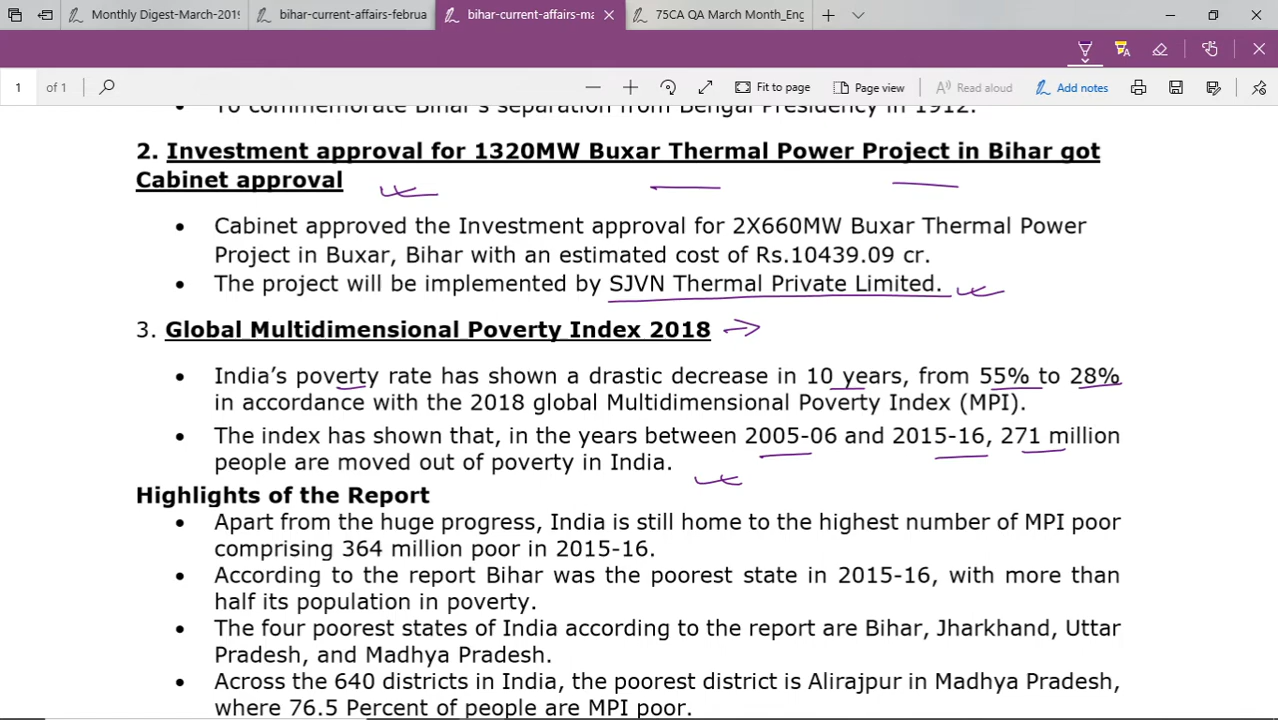 Monthly Digest-March-2019
bihar-current-affairs-februa
bihar-current-affairs-ma
75CA QA March Month_Eng
1 of 1
Fit to page
Page view
Read aloud
Add notes
To commemorate Bihar's separation from Bengal Presidency in 1912.
2. Investment approval for 1320MW Buxar Thermal Power Project in Bihar got
Cabinet approval
• Cabinet approved the Investment approval for 2X660MW Buxar Thermal Power
Project in Buxar, Bihar with an estimated cost of Rs.10439.09 cr.
• The project will be implemented by SJVN Thermal Private Limited.
3. Global Multidimensional Poverty Index 2018
• India's poverty rate has shown a drastic decrease in 10 years, from 55% to 28%
in accordance with the 2018 global Multidimensional Poverty Index (MPI).
• The index has shown that, in the years between 2005-06 and 2015-16, 271 million
people are moved out of poverty in India.
Highlights of the Report
• Apart from the huge progress, India is still home to the highest number of MPI poor
comprising 364 million poor in 2015-16.
• According to the report Bihar was the poorest state in 2015-16, with more than
half its population in poverty.
• The four poorest states of India according to the report are Bihar, Jharkhand, Uttar
Pradesh, and Madhya Pradesh.
• Across the 640 districts in India, the poorest district is Alirajpur in Madhya Pradesh,
where 76.5 Percent of people are MPI poor.